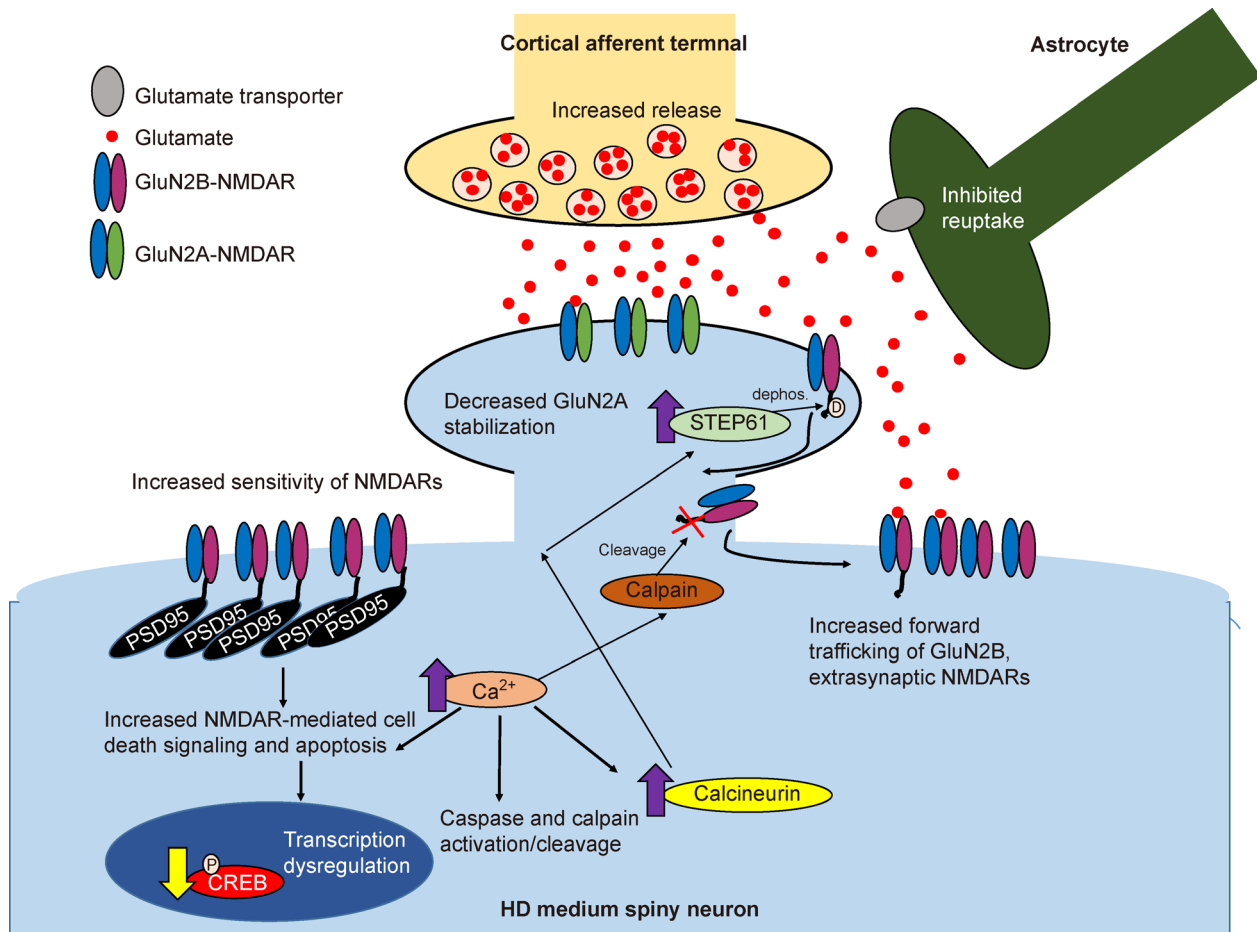 Cortical afferent termnal
Astrocyte
Glutamate transporter
Glutamate
GluN2B-NMDAR
GluN2A-NMDAR
Increased release
Inhibited
reuptake
Decreased GluN2A
stabilization
STEP61
dephos.
D
Increased sensitivity of NMDARs
PSD95
PSD95
PSD95
PSD95
PSD95
Cleavage
Calpain
Increased forward
trafficking of GluN2B,
extrasynaptic NMDARs
Ca²⁺
Increased NMDAR-mediated cell
death signaling and apoptosis
Calcineurin
Caspase and calpain
activation/cleavage
Transcription
dysregulation
P
CREB
HD medium spiny neuron